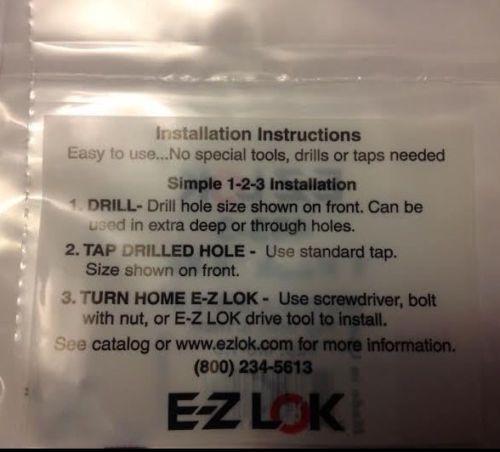 Installation Instructions
Easy to use...No special tools, drills or taps needed
Simple 1-2-3 Installation
1. DRILL- Drill hole size shown on front. Can be
used in extra deep or through holes.
2. TAP DRILLED HOLE - Use standard tap.
Size shown on front.
3. TURN HOME E-Z LOK - Use screwdriver, bolt
with nut, or E-Z LOK drive tool to install.
See catalog or www.ezlok.com for more information.
(800) 234-5613
E-Z LOK